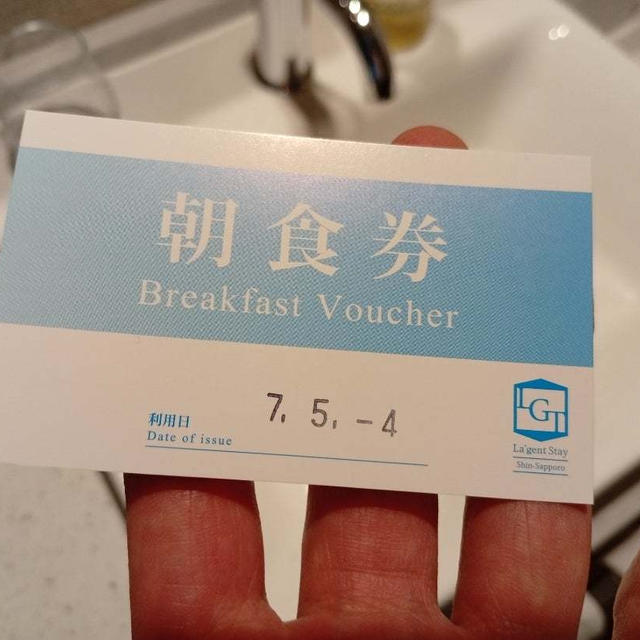 朝食券
Breakfast Voucher
7. 5. -4
利用日
Date of issue
LGT
La'gent Stay
Shin-Sapporo